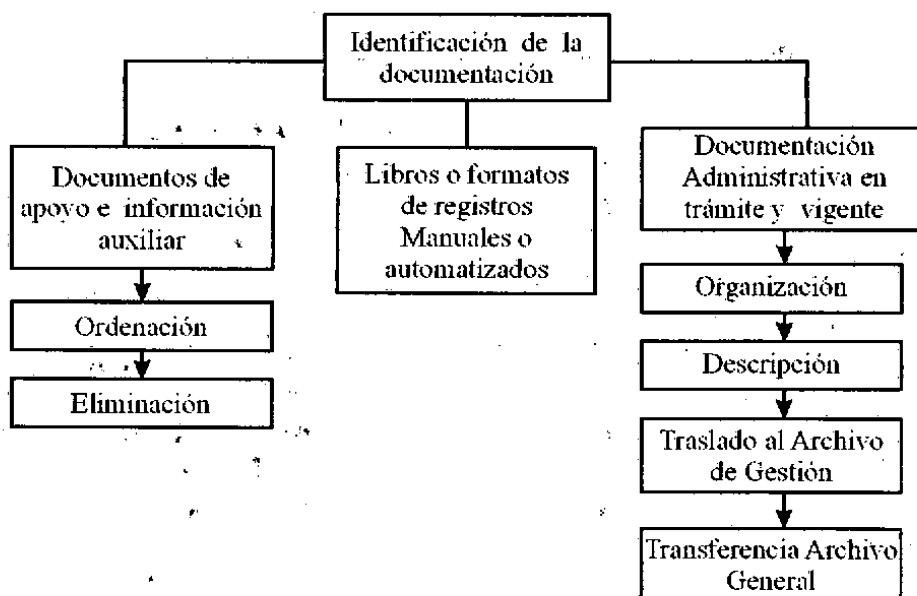 Identificación de la
documentación
Documentos de
apoyo e información
auxiliar
Ordenación
Eliminación
Libros o formatos
de registros
Manuales o
automatizados
Documentación
Administrativa en
trámite y vigente
Organización
Descripción
Traslado al Archivo
de Gestión
Transferencia Archivo
General